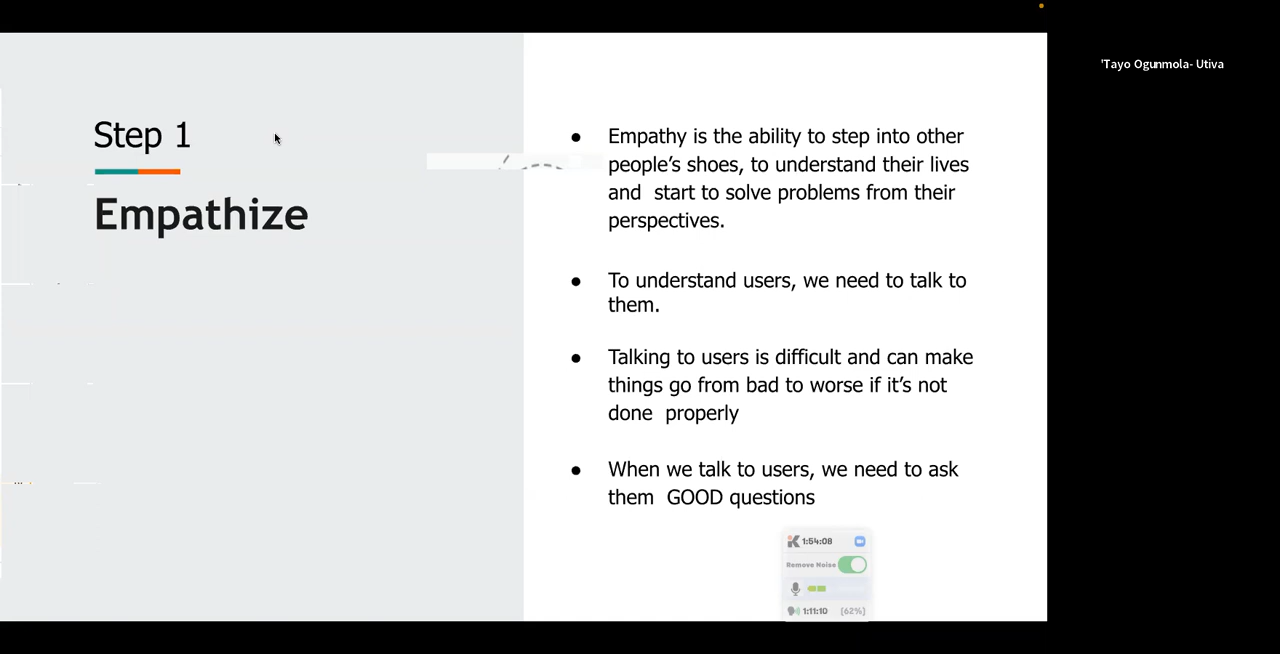 'Tayo Ogunmola- Utiva
Step 1
Empathize
● Empathy is the ability to step into other
people’s shoes, to understand their lives
and  start to solve problems from their
perspectives.
● To understand users, we need to talk to
them.
● Talking to users is difficult and can make
things go from bad to worse if it’s not
done  properly
● When we talk to users, we need to ask
them  GOOD questions
1:54:08
Remove Noise
1:11:10 (62%)